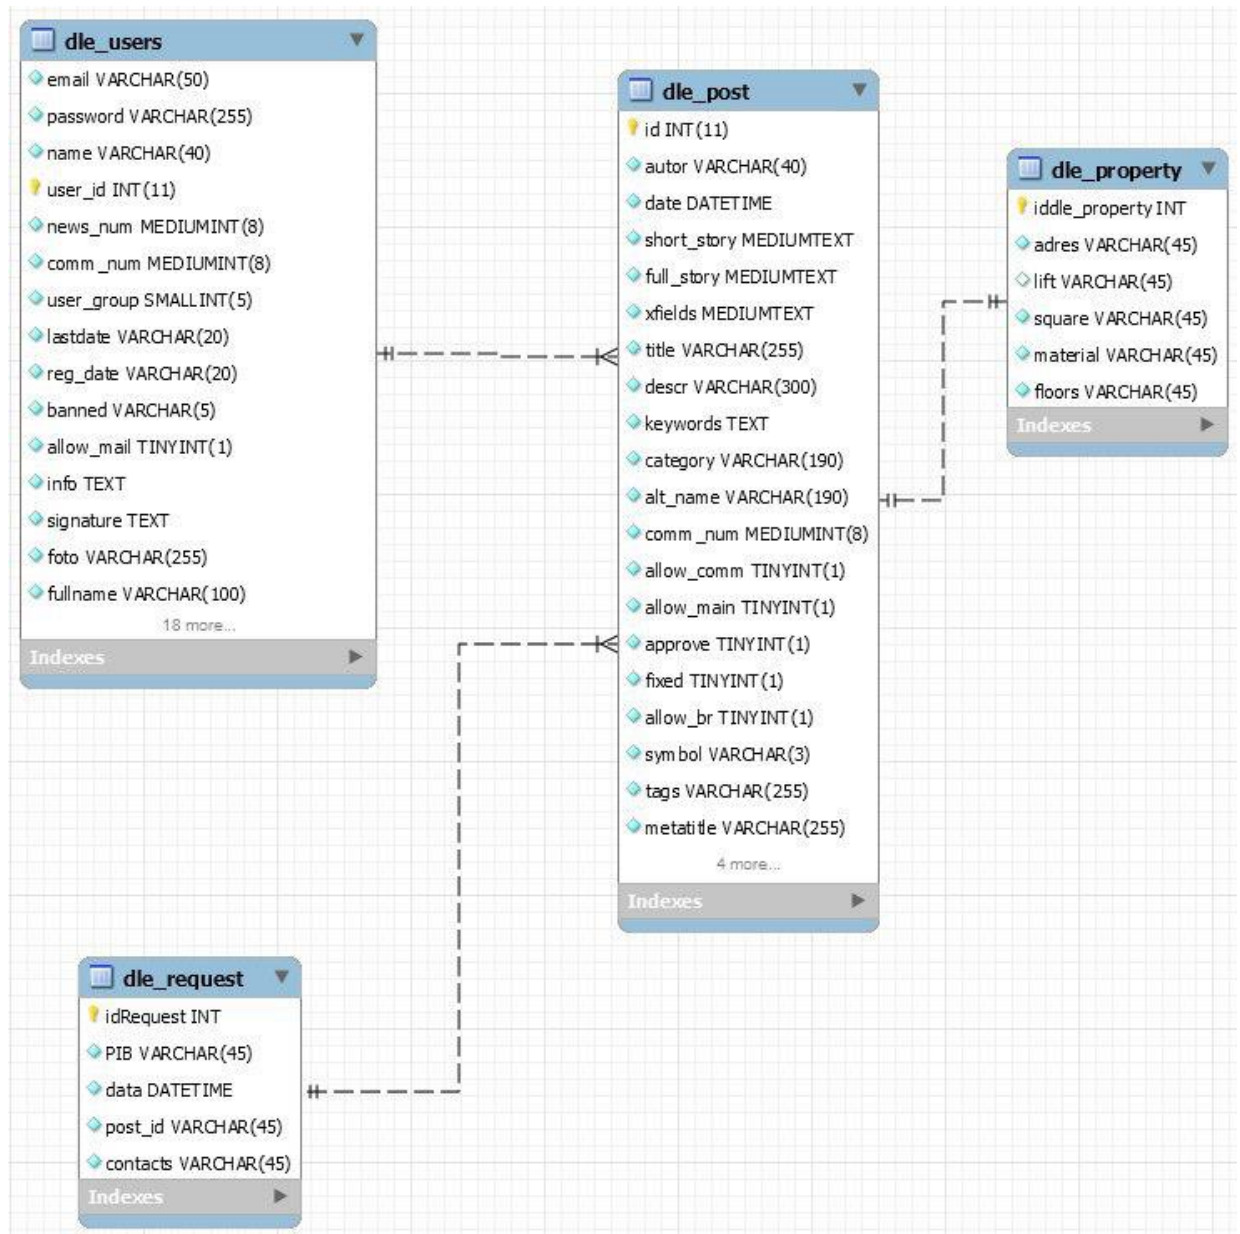 dle_users
email VARCHAR(50)
password VARCHAR(255)
name VARCHAR(40)
user_id INT(11)
news_num MEDIUMINT(8)
comm_num MEDIUMINT(8)
user_group SMALLINT(5)
lastdate VARCHAR(20)
reg_date VARCHAR(20)
banned VARCHAR(5)
allow_mail TINYINT(1)
info TEXT
signature TEXT
foto VARCHAR(255)
fullname VARCHAR(100)
18 more...
Indexes
dle_post
id INT(11)
autor VARCHAR(40)
date DATETIME
short_story MEDIUMTEXT
full_story MEDIUMTEXT
xfields MEDIUMTEXT
title VARCHAR(255)
descr VARCHAR(300)
keywords TEXT
category VARCHAR(190)
alt_name VARCHAR(190)
comm_num MEDIUMINT(8)
allow_comm TINYINT(1)
allow_main TINYINT(1)
approve TINYINT(1)
fixed TINYINT(1)
allow_br TINYINT(1)
symbol VARCHAR(3)
tags VARCHAR(255)
metatitle VARCHAR(255)
4 more...
Indexes
dle_property
iddle_property INT
adres VARCHAR(45)
lift VARCHAR(45)
square VARCHAR(45)
material VARCHAR(45)
floors VARCHAR(45)
Indexes
dle_request
idRequest INT
PIB VARCHAR(45)
data DATETIME
post_id VARCHAR(45)
contacts VARCHAR(45)
Indexes